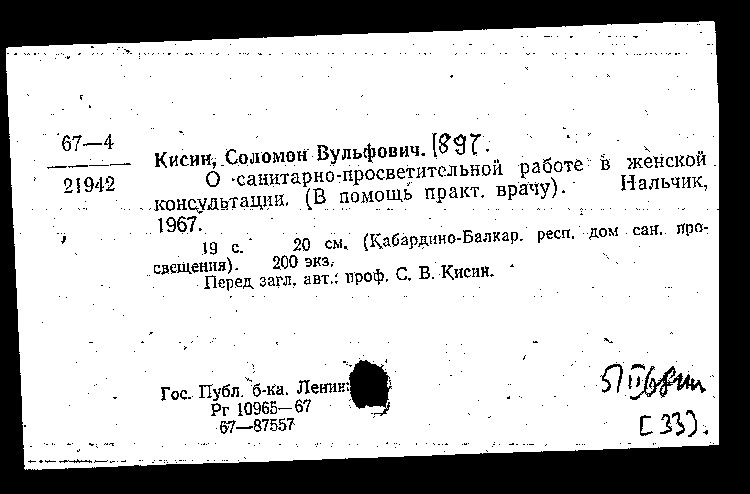 67—4
21942
Кисин, Соломон Вульфович. 1897.
О санитарно-просветительной работе в женской
консультации. (В помощь практ. врачу). Нальчик,
1967.
19 с. 20 см. (Кабардино-Балкар. респ. дом сан. про-
свещения). 200 экз.
Перед загл. авт.: проф. С. В. Кисин.
Гос. Публ. б-ка. Ленин
Рг 10965—67
67—87557
[33].